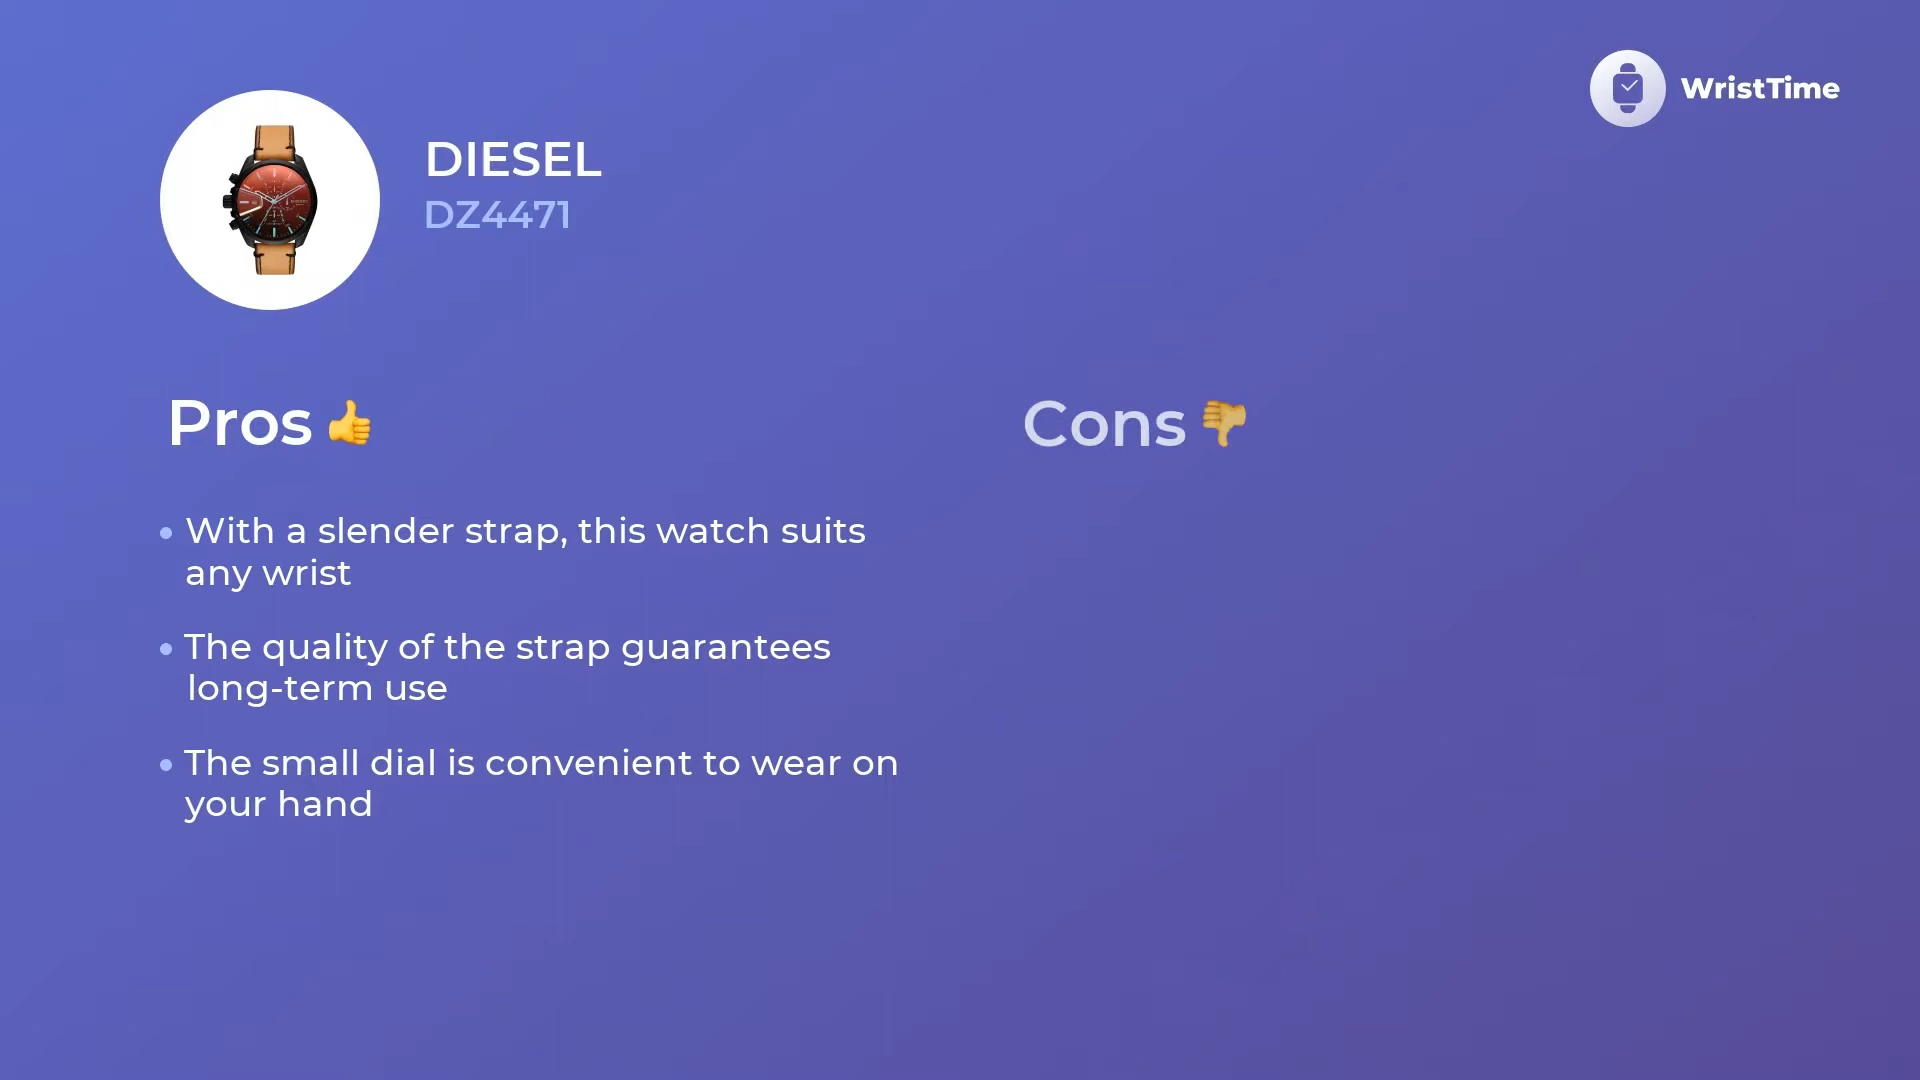 WristTime
DIESEL
DZ4471
Pros
Cons
With a slender strap, this watch suits
any wrist
The quality of the strap guarantees
long-term use
The small dial is convenient to wear on
your hand